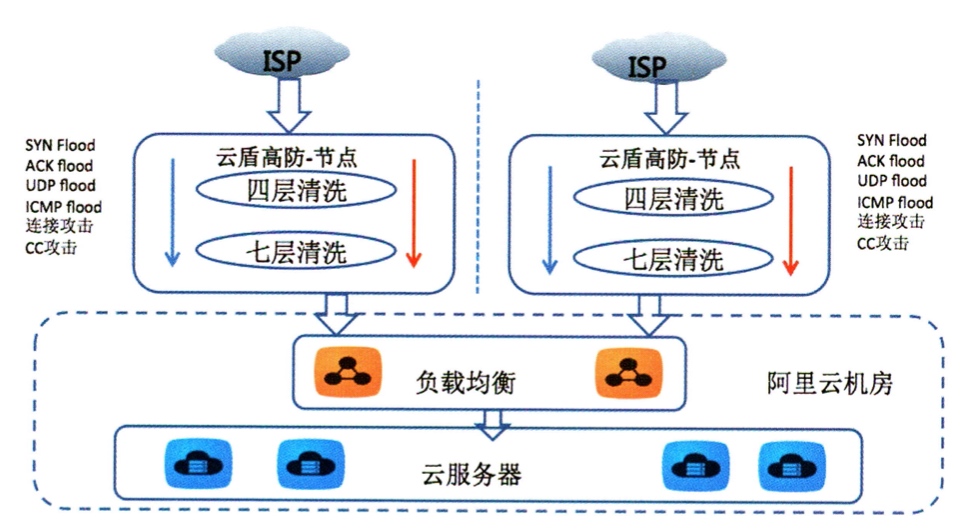 ISP
SYN Flood
ACK flood
UDP flood
ICMP flood
连接攻击
CC攻击
云盾高防-节点
四层清洗
七层清洗
ISP
云盾高防-节点
四层清洗
七层清洗
SYN Flood
ACK flood
UDP flood
ICMP flood
连接攻击
CC攻击
负载均衡
阿里云机房
云服务器